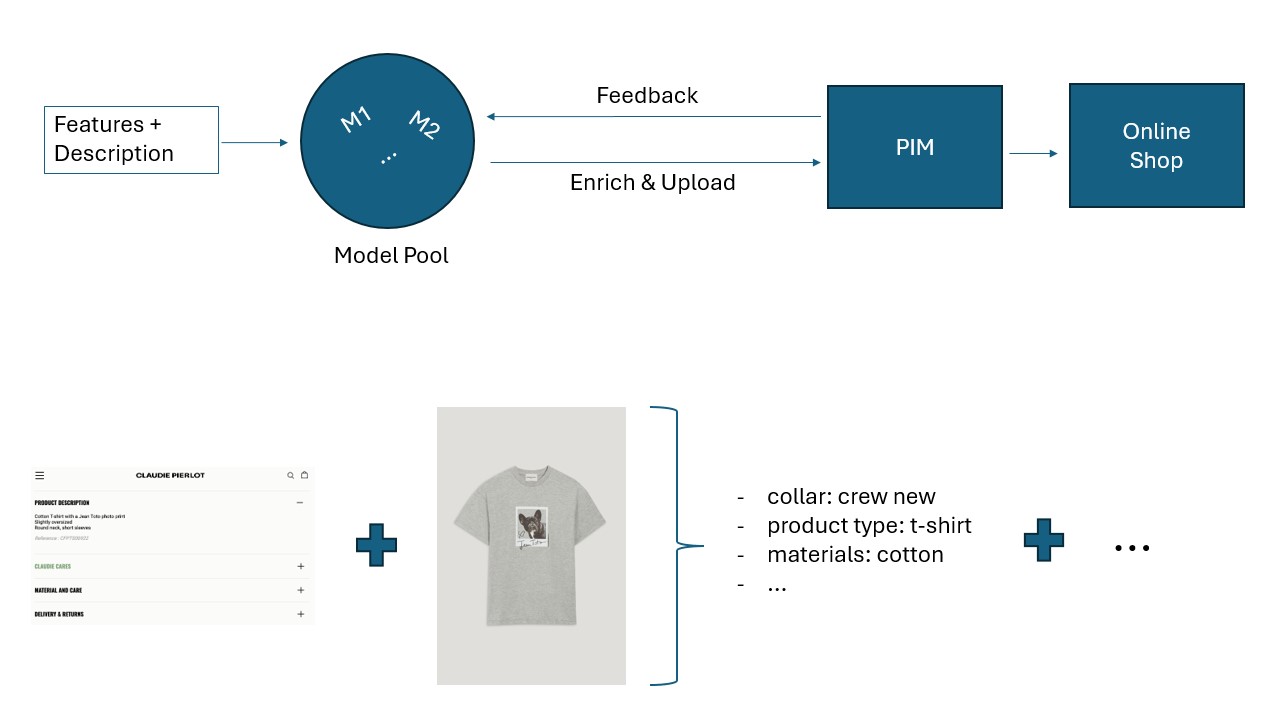 Features +
Description
M1
M2
...
Model Pool
Feedback
Enrich & Upload
PIM
Online
Shop
CLAUDIE PIERLOT
PRODUCT DESCRIPTION
Cotton T-shirt with a Jean Toto photo print
Slightly oversized
Round neck, short sleeves
CLAUDIE CARES
MATERIAL AND CARE
DELIVERY & RETURNS
Jean Toto
- collar: crew new
- product type: t-shirt
- materials: cotton
- ...
...